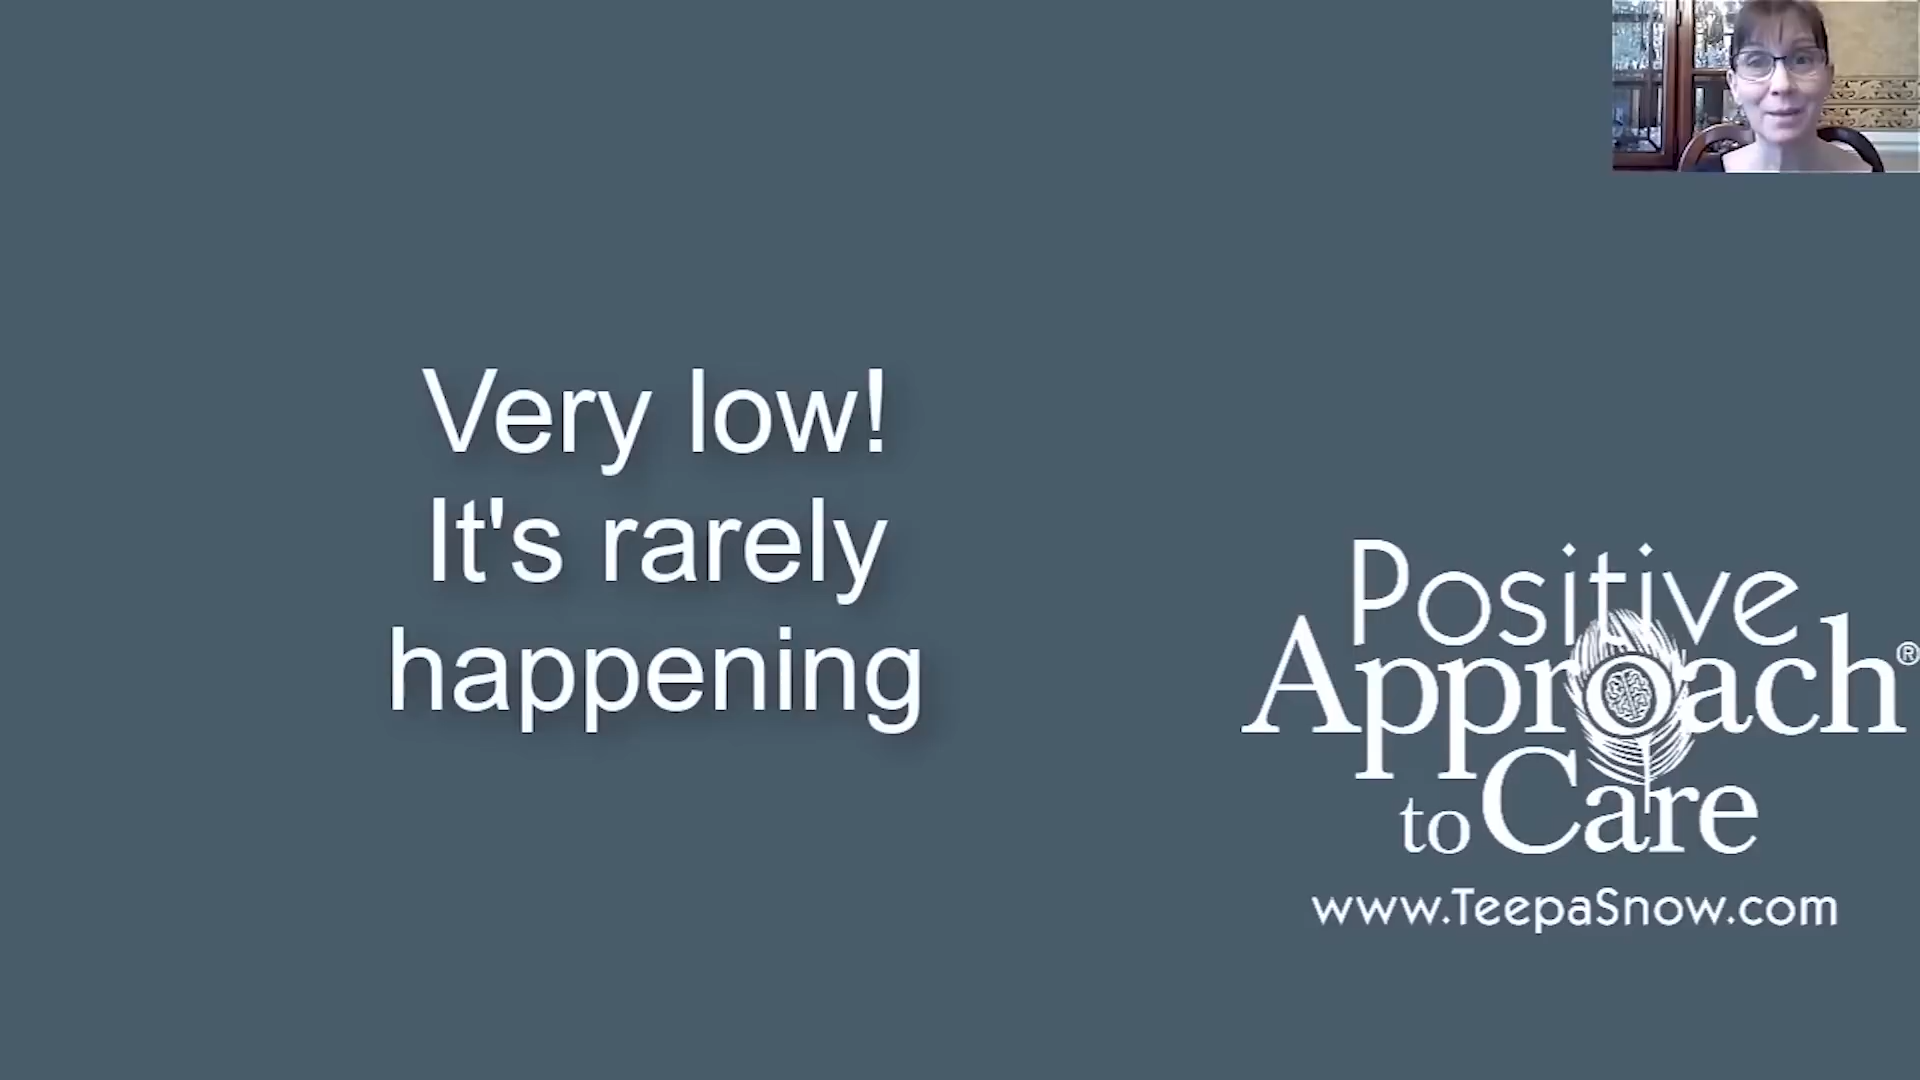 Very low!
It's rarely
happening
Positive
Approach®
to Care
www.TeepaSnow.com